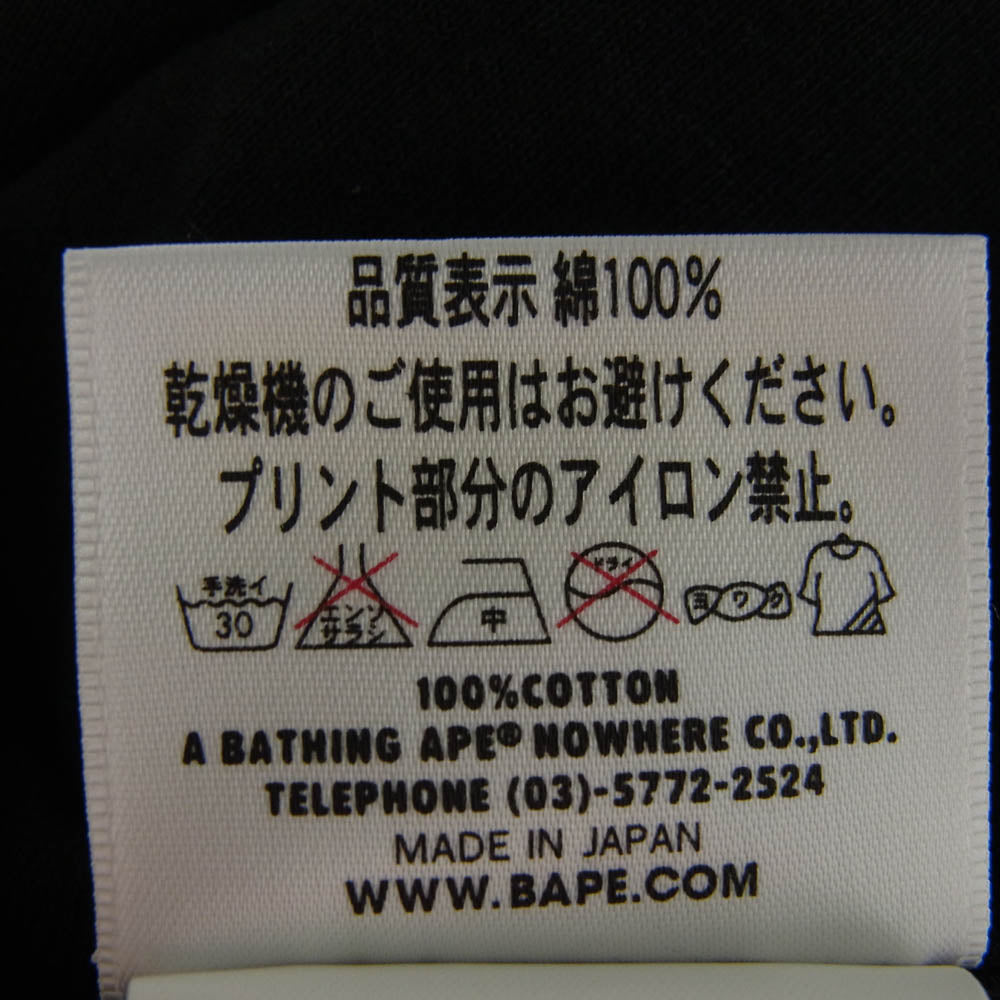 品質表示 綿100%
乾燥機のご使用はお避けください。
プリント部分のアイロン禁止。
手洗イ 30 エンソサラシ 中 ドライ ヨワク
100%COTTON
A BATHING APE® NOWHERE CO.,LTD.
TELEPHONE (03)-5772-2524
MADE IN JAPAN
WWW.BAPE.COM